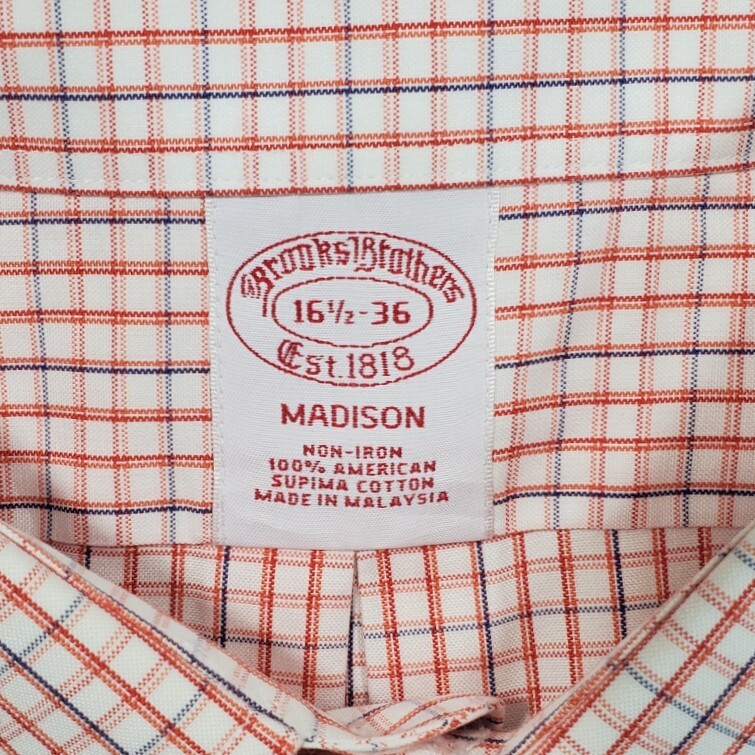 Brooks Brothers
16½-36
Est. 1818
MADISON
NON-IRON
100% AMERICAN
SUPIMA COTTON
MADE IN MALAYSIA